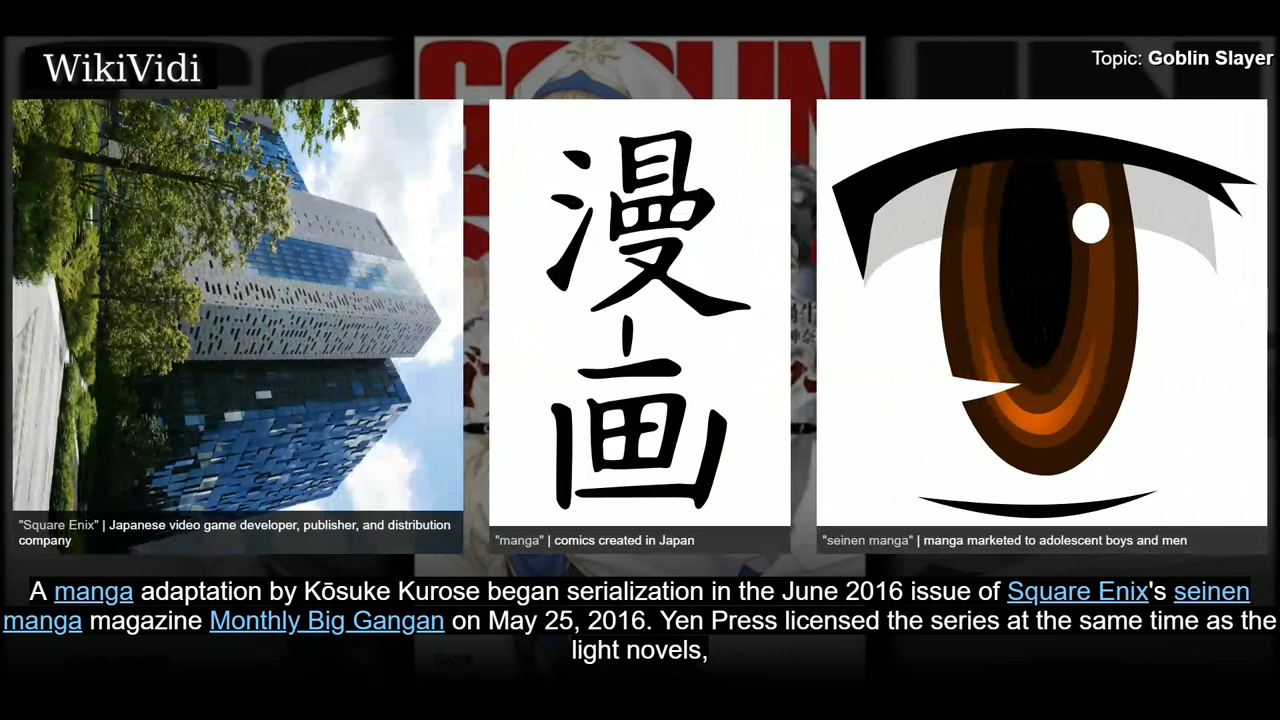 WikiVidi
Topic: Goblin Slayer
GOBLIN
漫
画
"Square Enix" | Japanese video game developer, publisher, and distribution
company
"manga" | comics created in Japan
"seinen manga" | manga marketed to adolescent boys and men
A manga adaptation by Kōsuke Kurose began serialization in the June 2016 issue of Square Enix's seinen
manga magazine Monthly Big Gangan on May 25, 2016. Yen Press licensed the series at the same time as the
light novels,